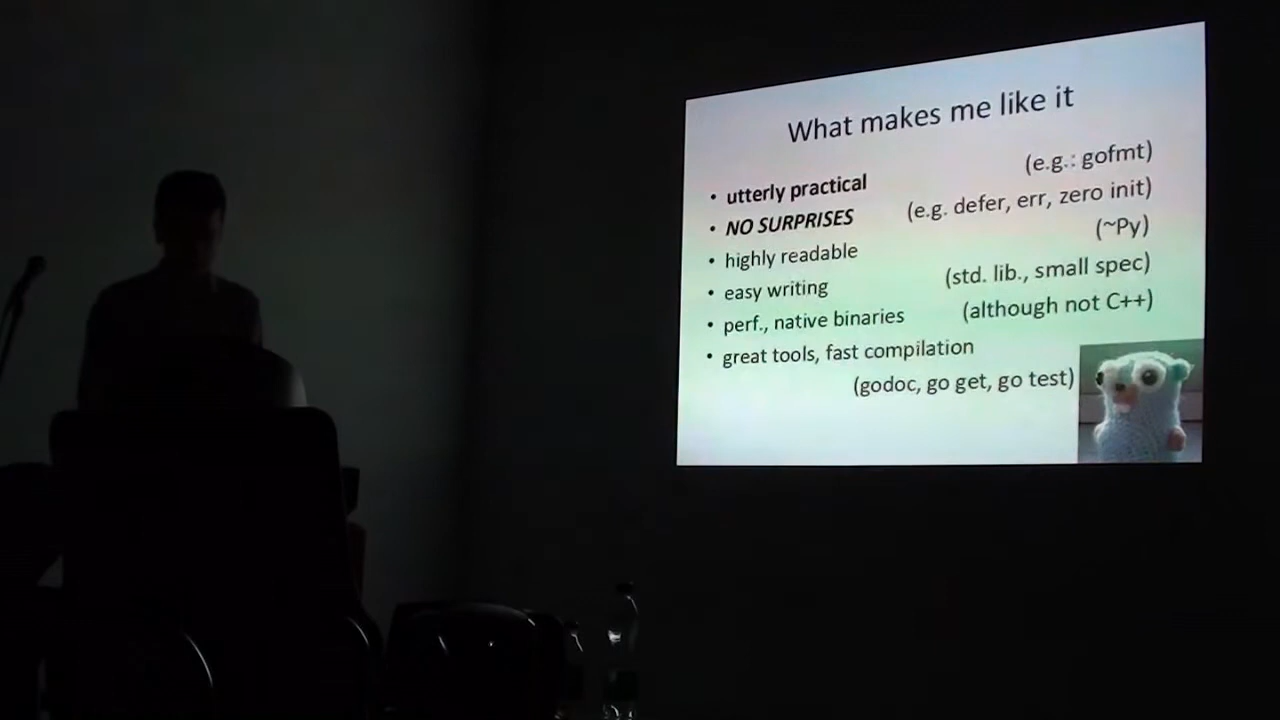 What makes me like it
• utterly practical (e.g.: gofmt)
• NO SURPRISES (e.g. defer, err, zero init)
• highly readable (~Py)
• easy writing (std. lib., small spec)
• perf., native binaries (although not C++)
• great tools, fast compilation
(godoc, go get, go test)